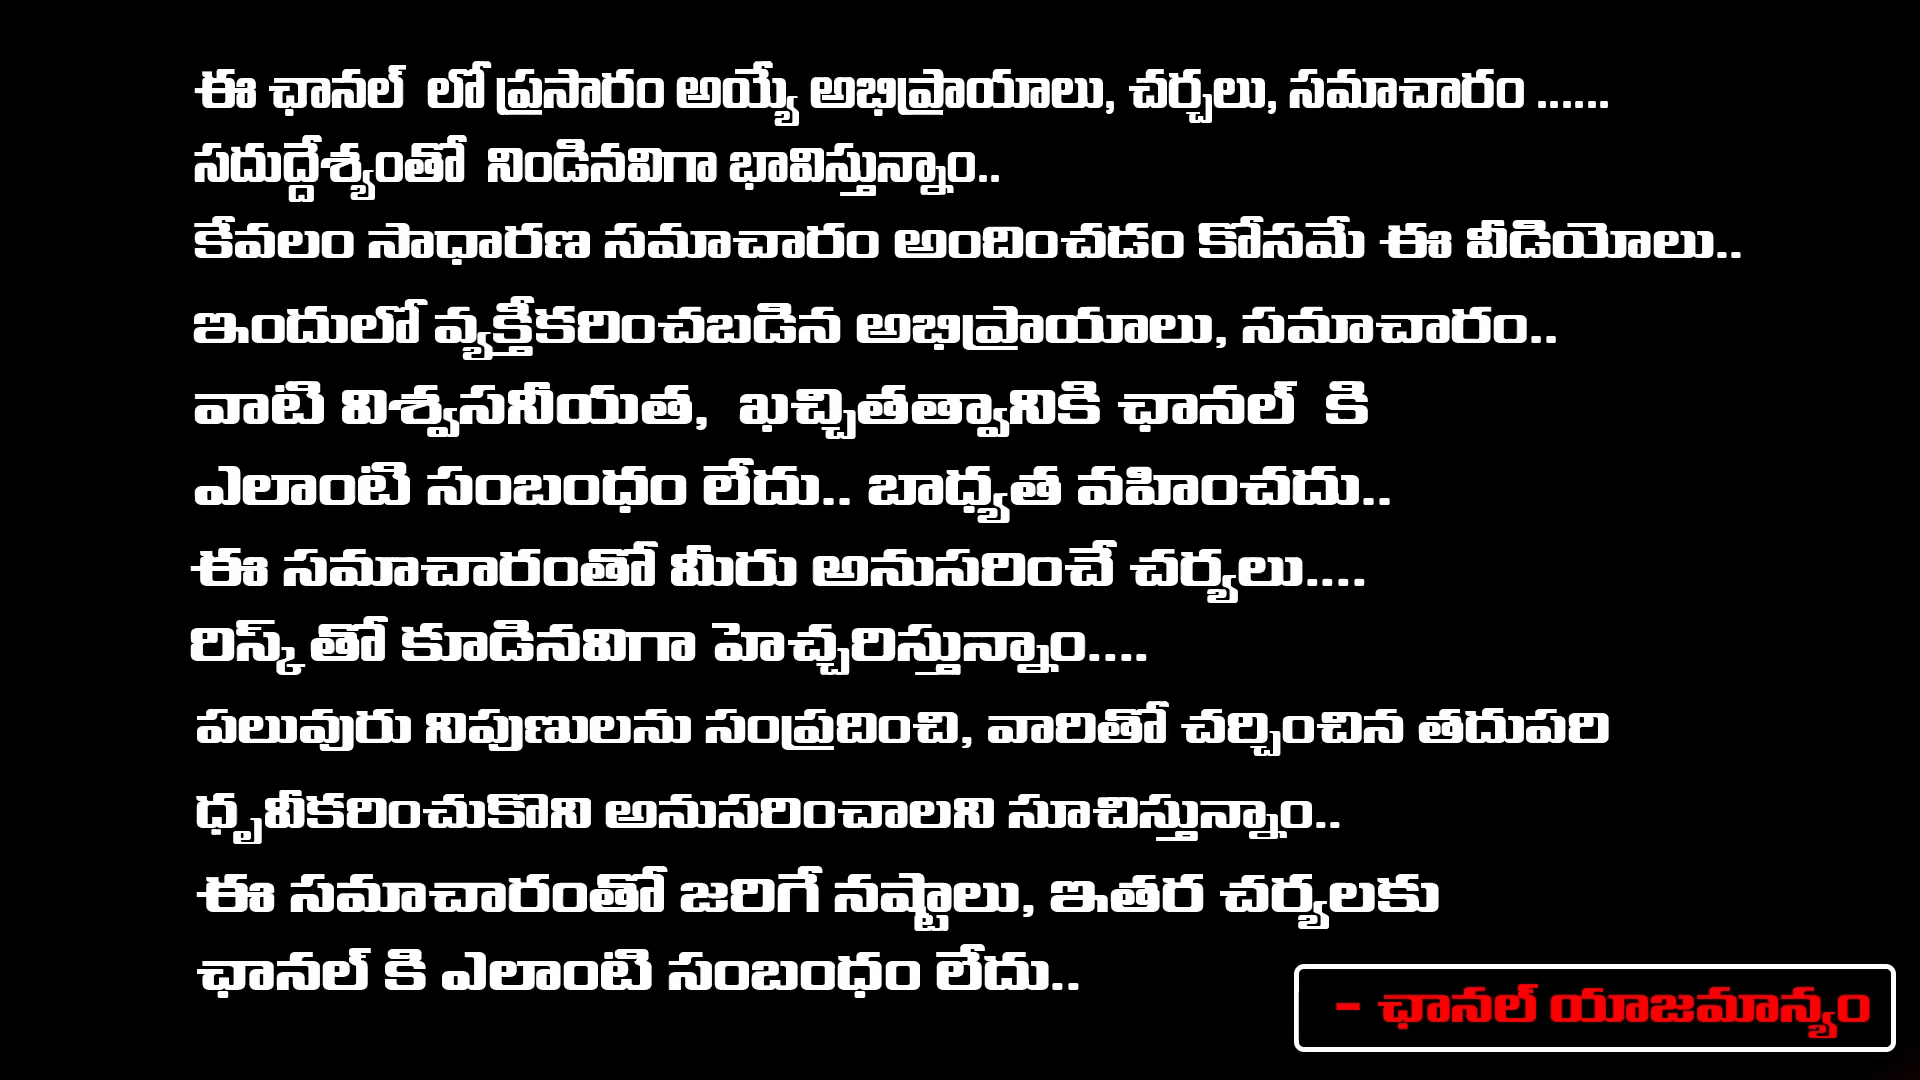 ఈ ఛానల్ లో ప్రసారం అయ్యే అభిప్రాయాలు, చర్చలు, సమాచారం ......
సదుద్దేశ్యంతో నిండినవిగా భావిస్తున్నాం..
కేవలం సాధారణ సమాచారం అందించడం కోసమే ఈ వీడియోలు..
ఇందులో వ్యక్తీకరించబడిన అభిప్రాయాలు, సమాచారం..
వాటి విశ్వసనీయత, ఖచ్చితత్వానికి ఛానల్ కి
ఎలాంటి సంబంధం లేదు.. బాధ్యత వహించదు..
ఈ సమాచారంతో మీరు అనుసరించే చర్యలు....
రిస్క్ తో కూడినవిగా హెచ్చరిస్తున్నాం....
పలువురు నిపుణులను సంప్రదించి, వారితో చర్చించిన తదుపరి
ధృవీకరించుకొని అనుసరించాలని సూచిస్తున్నాం..
ఈ సమాచారంతో జరిగే నష్టాలు, ఇతర చర్యలకు
ఛానల్ కి ఎలాంటి సంబంధం లేదు..
- ఛానల్ యాజమాన్యం